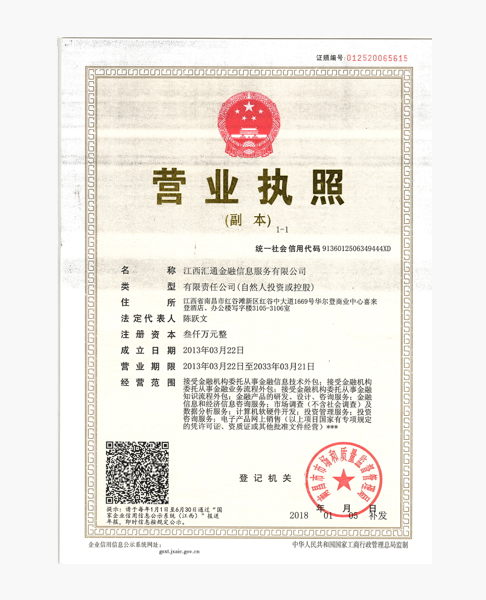 证照编号:012520065615
营业执照
(副 本) 1-1
统一社会信用代码 9136012506349444XD
名 称 江西汇通金融信息服务有限公司
类 型 有限责任公司(自然人投资或控股)
住 所 江西省南昌市红谷滩新区红谷中大道1669号华尔登商业中心喜来
登酒店、办公楼写字楼3105-3106室
法定代表人 陈跃文
注册资本 叁仟万元整
成立日期 2013年03月22日
营业期限 2013年03月22日至2033年03月21日
经营范围 接受金融机构委托从事金融信息技术外包；接受金融机构
委托从事金融业务流程外包；接受金融机构委托从事金融
知识流程外包；金融产品的研发、设计、咨询服务；金融
信息和经济信息咨询服务；市场调查（不含社会调查）及
数据分析服务；计算机软硬件开发；投资管理服务；投资
咨询服务；电子产品网上销售（以上项目国家有专项规定
的凭许可证、资质证或其他批准文件经营）***
登记机关
南昌市市场和质量监督管理局
年 月 日
2018 01 05 补发
提示：请于每年1月1日至6月30日通过“国
家企业信用信息公示系统（江西）”报送
年报，即时信息按规定公示。
企业信用信息公示系统网址：
gsxt.jxaic.gov.cn
中华人民共和国国家工商行政管理总局监制